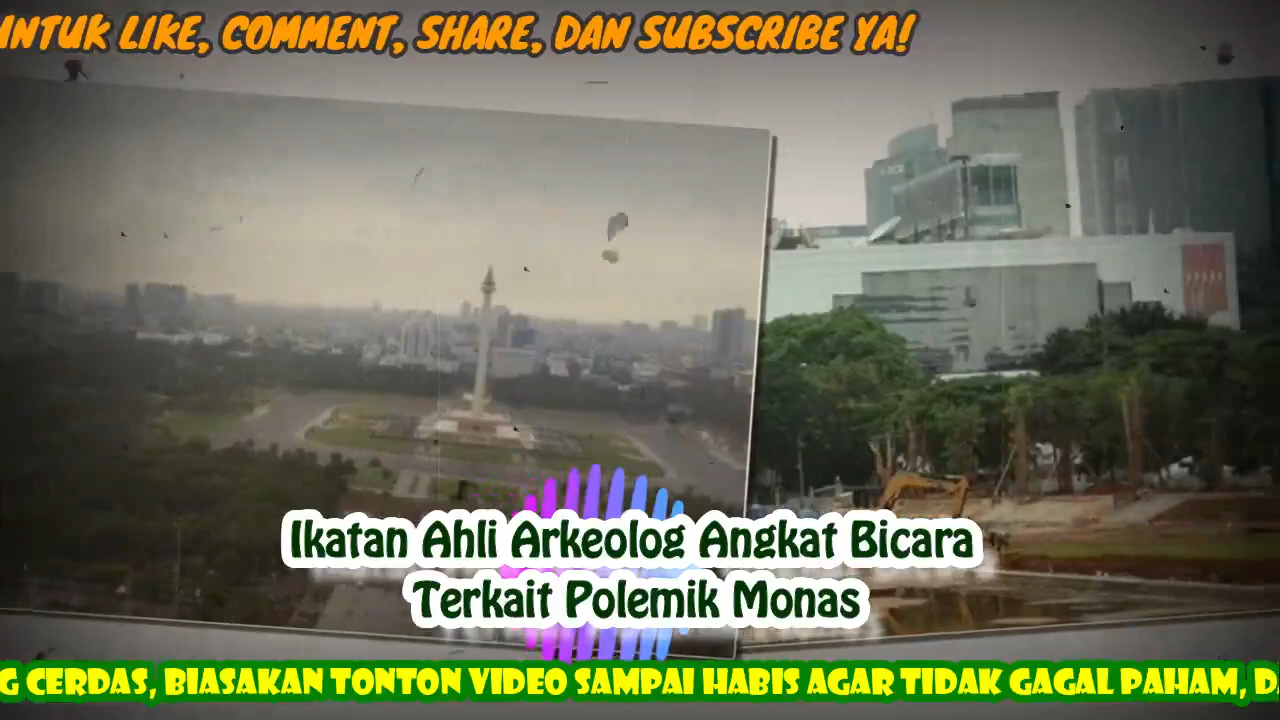 LIKE, COMMENT, SHARE, DAN SUBSCRIBE YA!
Ikatan Ahli Arkeolog Angkat Bicara
Terkait Polemik Monas
CERDAS, BIASAKAN TONTON VIDEO SAMPAI HABIS AGAR TIDAK GAGAL PAHAM,